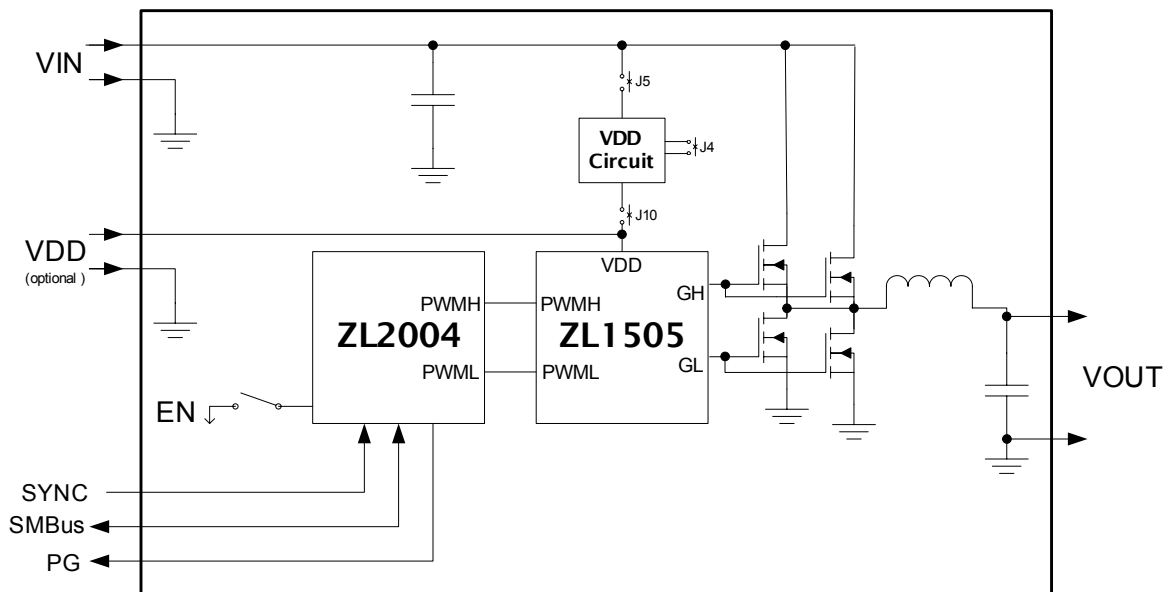 VIN
J5
VDD
Circuit
J4
J10
VDD
(optional )
VDD
PWMH
PWMH
GH
ZL2004
ZL1505
PWML
PWML
GL
VOUT
EN
SYNC
SMBus
PG